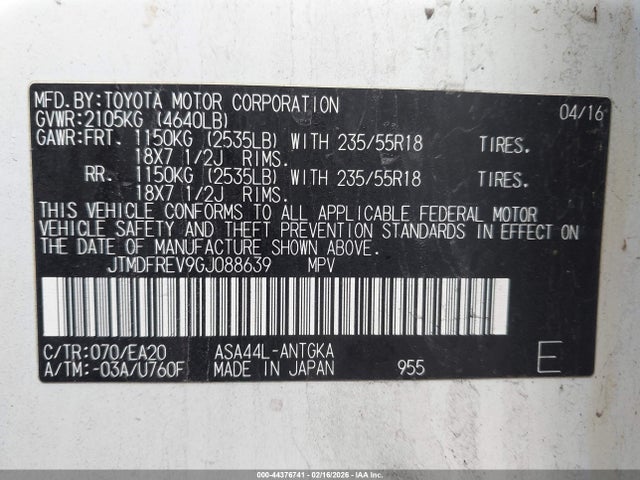 MFD.BY:TOYOTA MOTOR CORPORATION 04/16
GVWR:2105KG (4640LB)
GAWR:FRT. 1150KG (2535LB) WITH 235/55R18 TIRES.
18X7 1/2J RIMS.
RR. 1150KG (2535LB) WITH 235/55R18 TIRES.
18X7 1/2J RIMS.
THIS VEHICLE CONFORMS TO ALL APPLICABLE FEDERAL MOTOR
VEHICLE SAFETY AND THEFT PREVENTION STANDARDS IN EFFECT ON
THE DATE OF MANUFACTURE SHOWN ABOVE.
JTMDFREV9GJ088639 MPV
C/TR:070/EA20 ASA44L-ANTGKA
A/TM:-03A/U760F MADE IN JAPAN 955 E
000-44376741 - 02/16/2026 - IAAI, Inc.